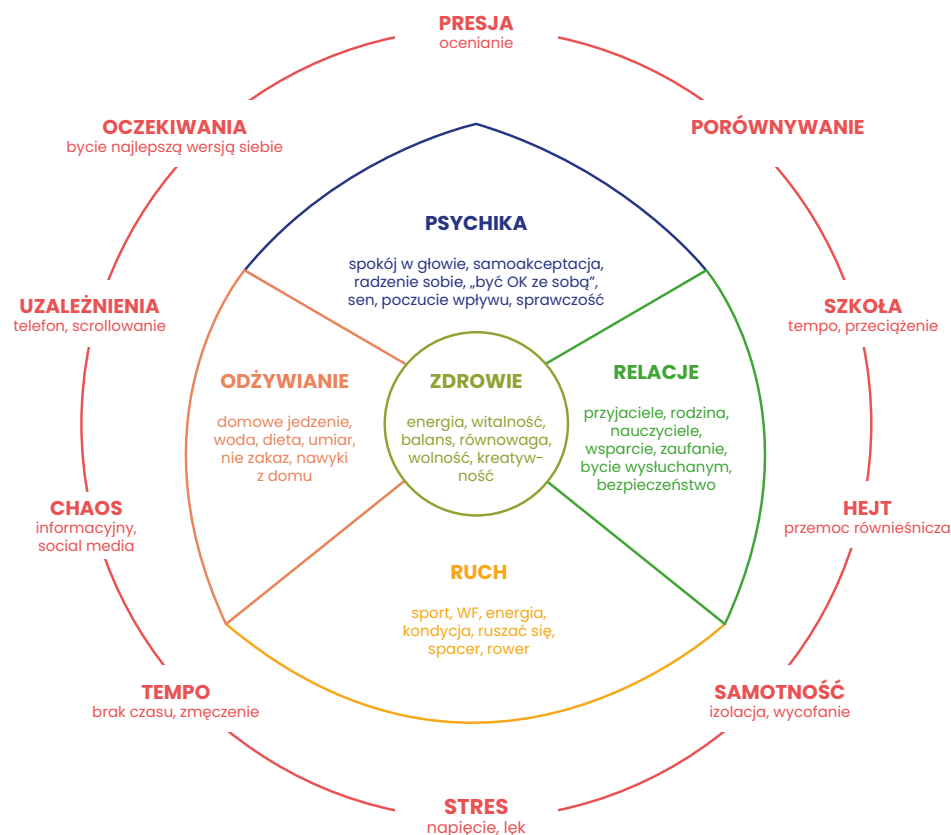 PRESJA
ocenianie
OCZEKIWANIA
bycie najlepszą wersją siebie
PORÓWNYWANIE
PSYCHIKA
spokój w głowie, samoakceptacja,
radzenie sobie, „być OK ze sobą”,
sen, poczucie wpływu, sprawczość
UZALEŻNIENIA
telefon, scrollowanie
SZKOŁA
tempo, przeciążenie
ODŻYWIANIE
domowe jedzenie,
woda, dieta, umiar,
nie zakaz, nawyki
z domu
ZDROWIE
energia, witalność,
balans, równowaga,
wolność, kreatyw-
ność
RELACJE
przyjaciele, rodzina,
nauczyciele,
wsparcie, zaufanie,
bycie wysłuchanym,
bezpieczeństwo
CHAOS
informacyjny,
social media
HEJT
przemoc równieśnicza
RUCH
sport, WF, energia,
kondycja, ruszać się,
spacer, rower
TEMPO
brak czasu, zmęczenie
SAMOTNOŚĆ
izolacja, wycofanie
STRES
napięcie, lęk